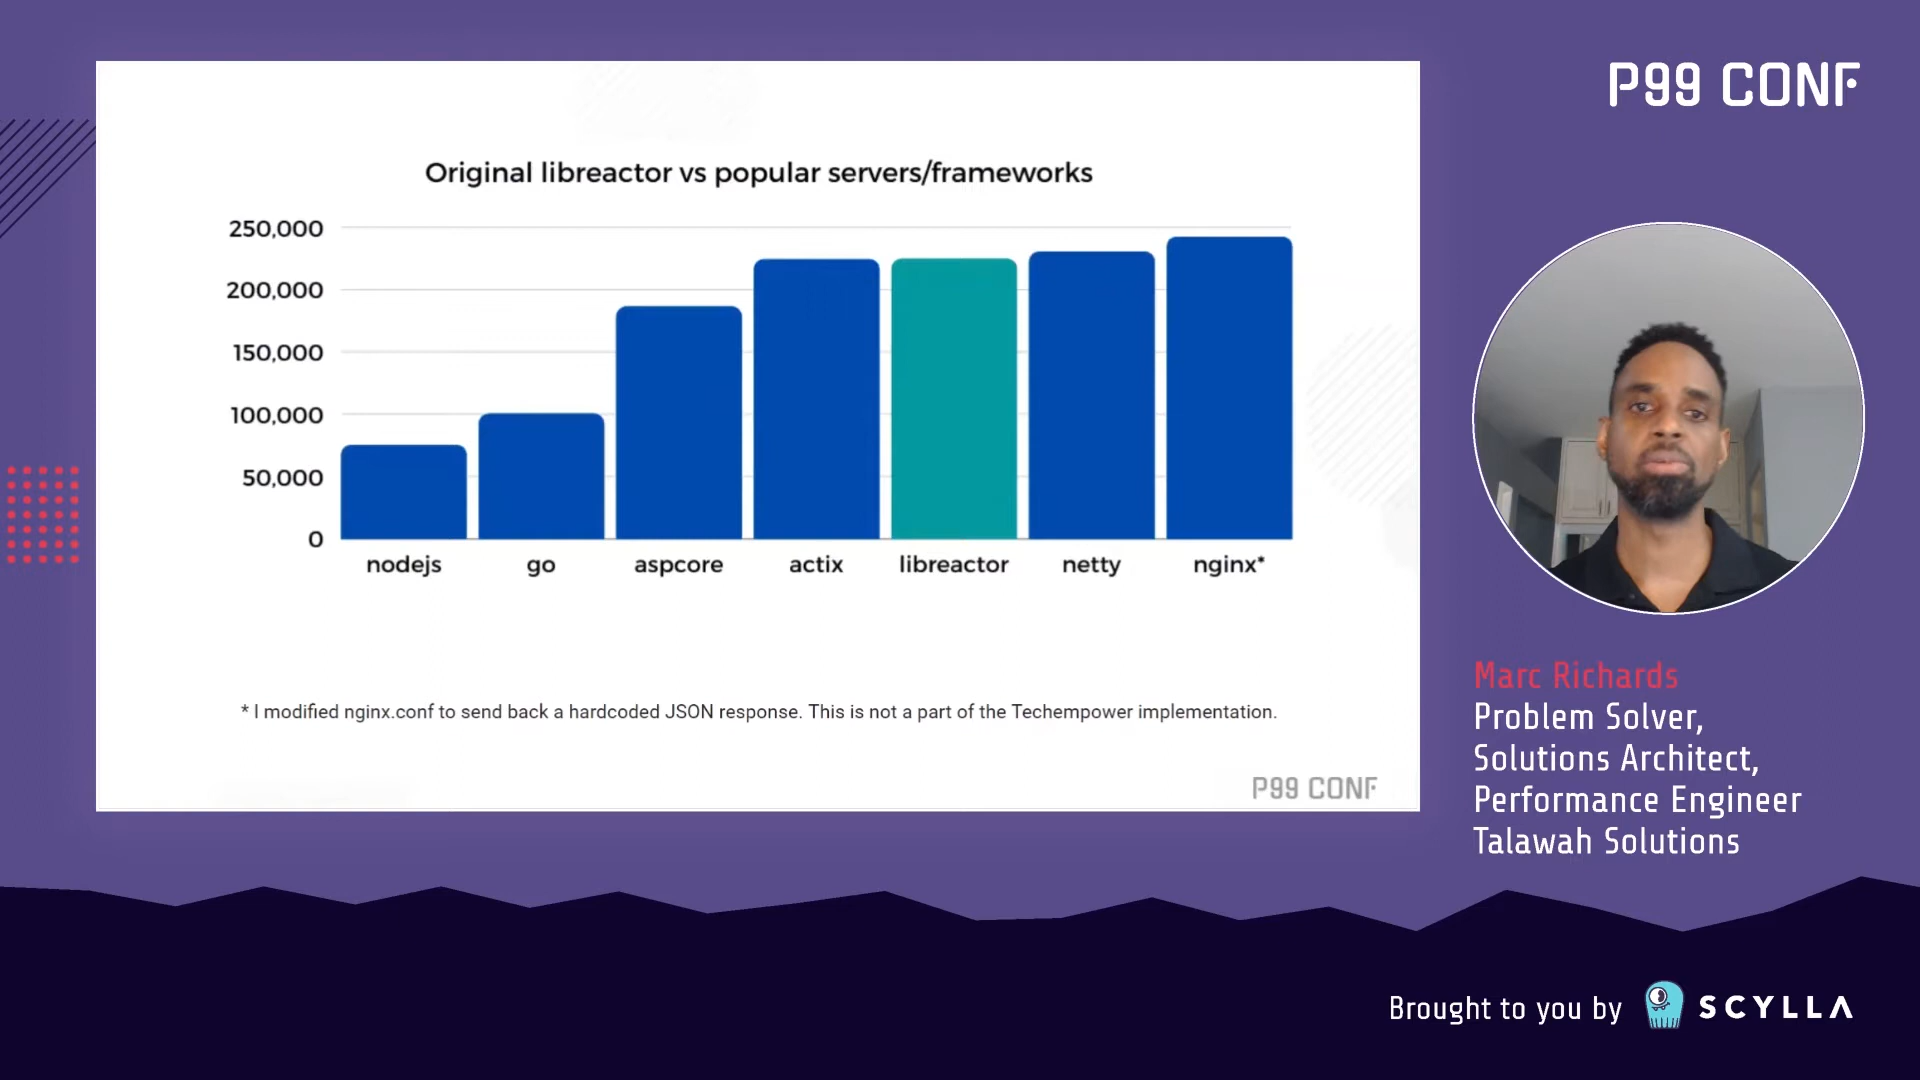 P99 CONF
Original libreactor vs popular servers/frameworks
250,000
200,000
150,000
100,000
50,000
0
nodejs go aspcore actix libreactor netty nginx*
* I modified nginx.conf to send back a hardcoded JSON response. This is not a part of the Techempower implementation.
P99 CONF
Marc Richards
Problem Solver,
Solutions Architect,
Performance Engineer
Talawah Solutions
Brought to you by SCYLLA